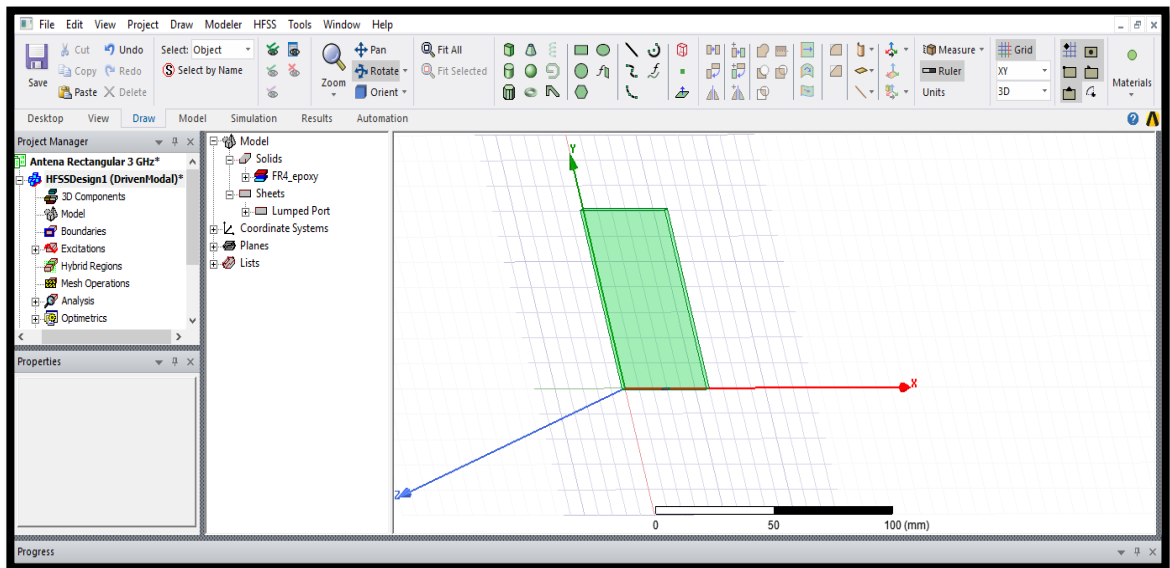 File Edit View Project Draw Modeler HFSS Tools Window Help
Save
Cut Undo Select: Object
Copy Redo Select by Name
Paste Delete
Zoom
Pan
Rotate
Orient
Fit All
Fit Selected
Measure
Ruler
Units
Grid
XY
3D
Materials
Desktop View Draw Model Simulation Results Automation
Project Manager
Antena Rectangular 3 GHz*
HFSSDesign1 (DrivenModal)*
3D Components
Model
Boundaries
Excitations
Hybrid Regions
Mesh Operations
Analysis
Optimetrics
Properties
Model
Solids
FR4_epoxy
Sheets
Lumped Port
Coordinate Systems
Planes
Lists
Y
X
Z
0 50 100 (mm)
Progress